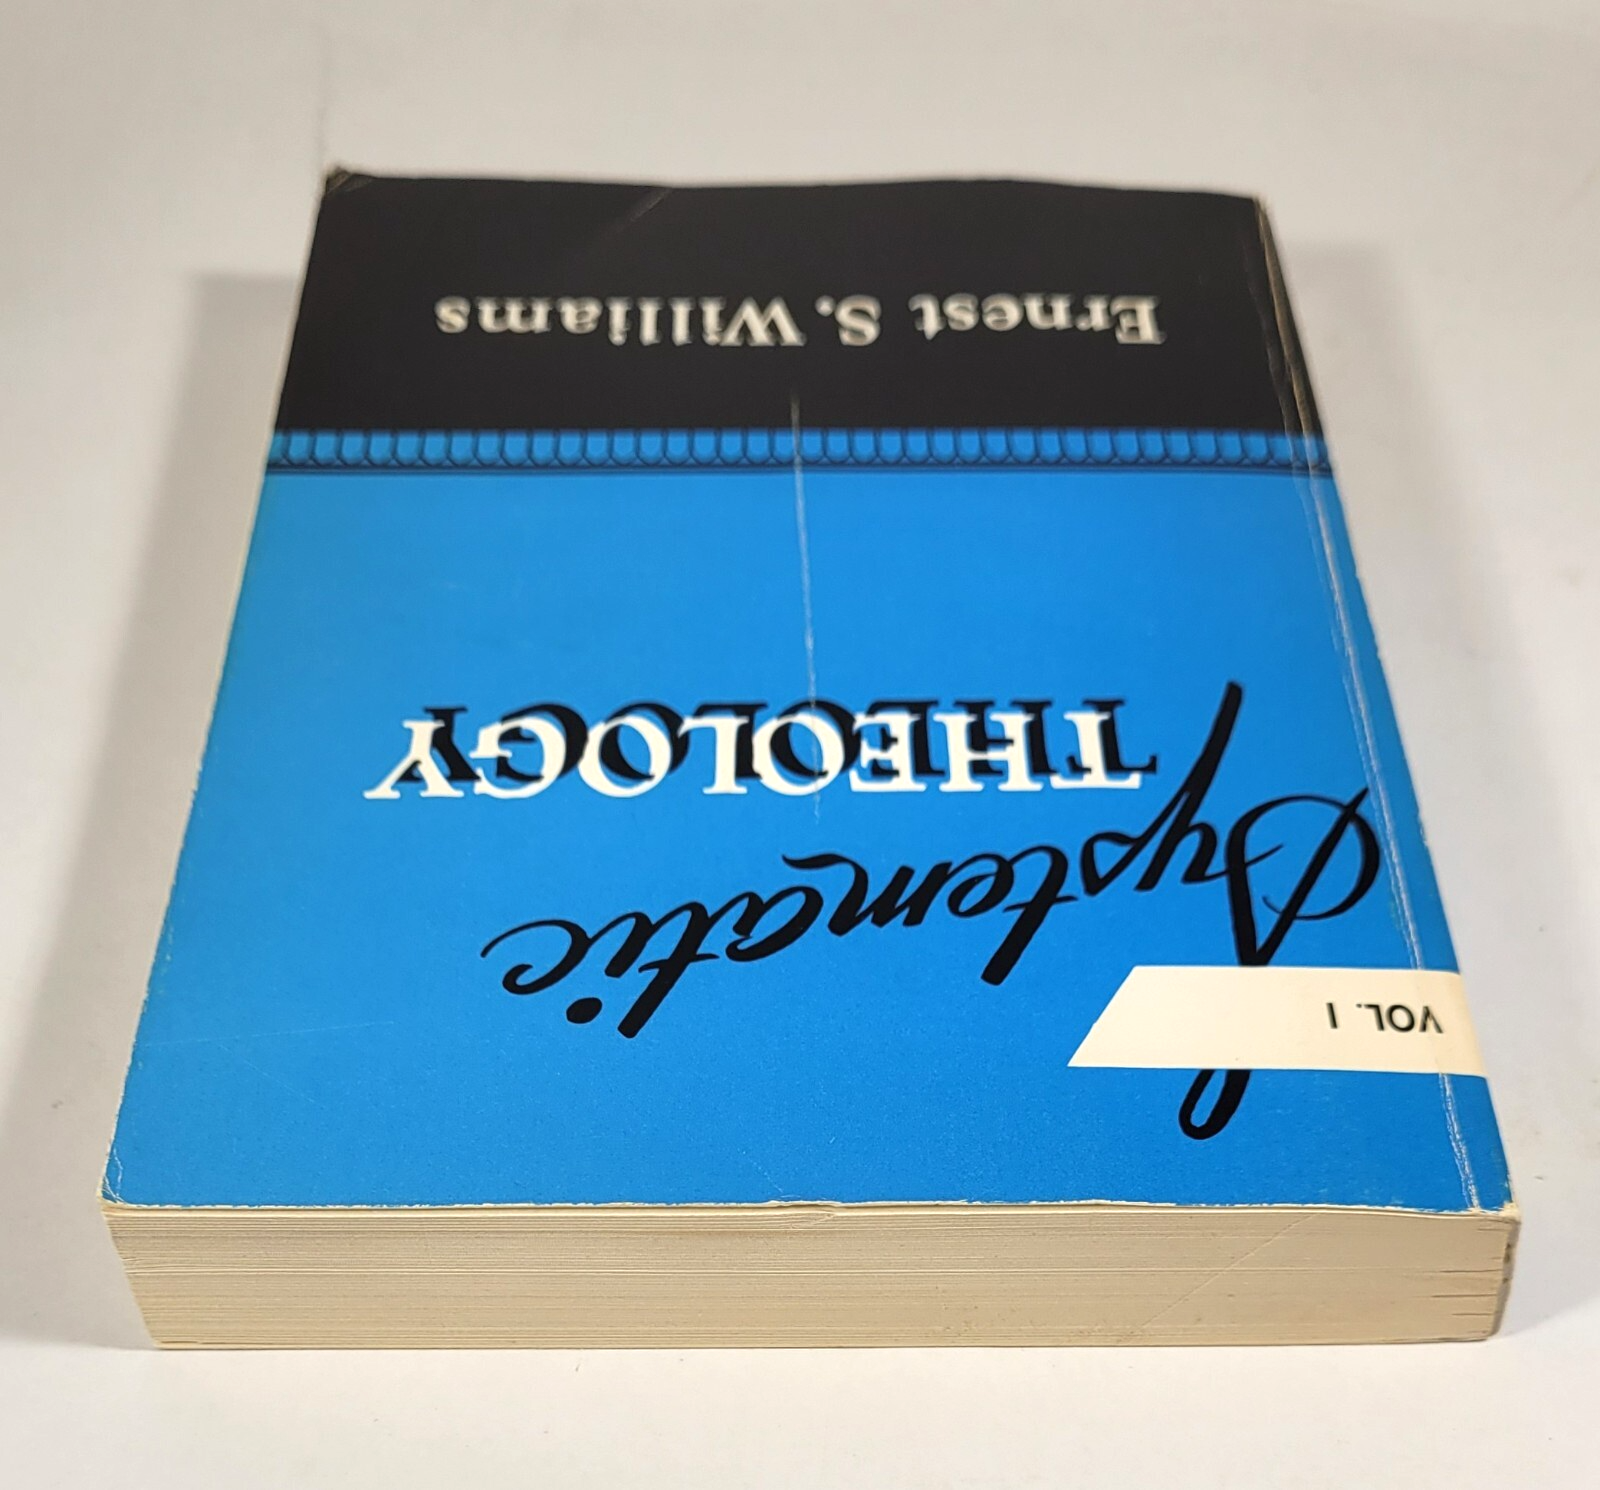 VOL. I
Systematic
THEOLOGY
Ernest S. Williams